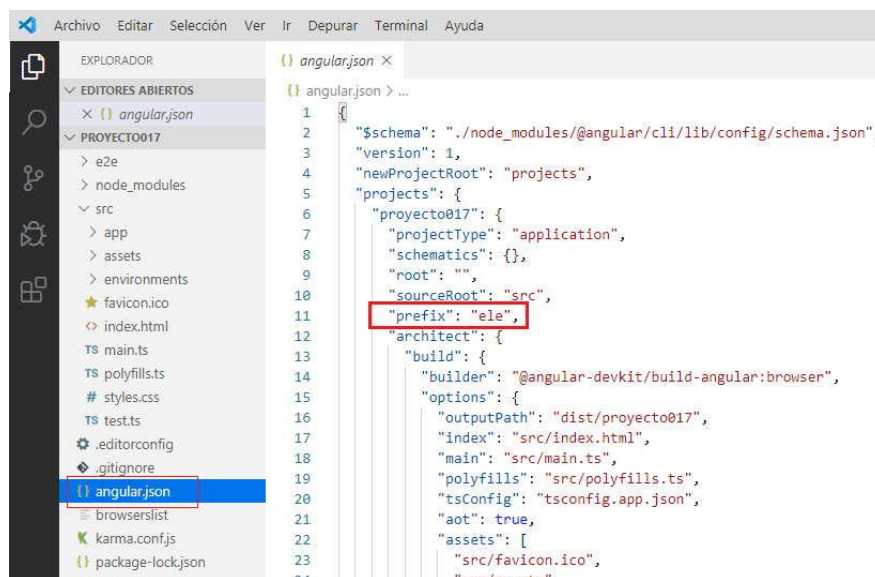 Archivo Editar Selección Ver Ir Depurar Terminal Ayuda
EXPLORADOR
EDITORES ABIERTOS
{} angular.json
PROYECTO017
e2e
node_modules
src
app
assets
environments
favicon.ico
index.html
TS main.ts
TS polyfills.ts
# styles.css
TS test.ts
.editorconfig
.gitignore
{} angular.json
browserslist
karma.conf.js
{} package-lock.json
{} angular.json
{} angular.json > ...
1 {
2 "$schema": "./node_modules/@angular/cli/lib/config/schema.json"
3 "version": 1,
4 "newProjectRoot": "projects",
5 "projects": {
6 "proyecto017": {
7 "projectType": "application",
8 "schematics": {},
9 "root": "",
10 "sourceRoot": "src",
11 "prefix": "ele",
12 "architect": {
13 "build": {
14 "builder": "@angular-devkit/build-angular:browser",
15 "options": {
16 "outputPath": "dist/proyecto017",
17 "index": "src/index.html",
18 "main": "src/main.ts",
19 "polyfills": "src/polyfills.ts",
20 "tsConfig": "tsconfig.app.json",
21 "aot": true,
22 "assets": [
23 "src/favicon.ico",